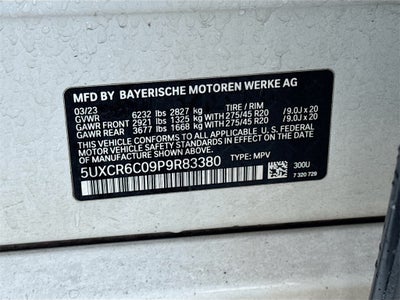 MFD BY BAYERISCHE MOTOREN WERKE AG
03/23 TIRE / RIM
GVWR 6232 lbs 2827 kg
GAWR FRONT 2921 lbs 1325 kg 275/45 R20 / 9.0J x 20
GAWR REAR 3677 lbs 1668 kg 275/45 R20 / 9.0J x 20
THIS VEHICLE CONFORMS TO ALL APPLICABLE
U.S. FEDERAL MOTOR VEHICLE SAFETY
STANDARDS IN EFFECT ON THE DATE OF
MANUFACTURE SHOWN ABOVE.
5UXCR6C09P9R83380 TYPE: MPV
300U
7 320 729